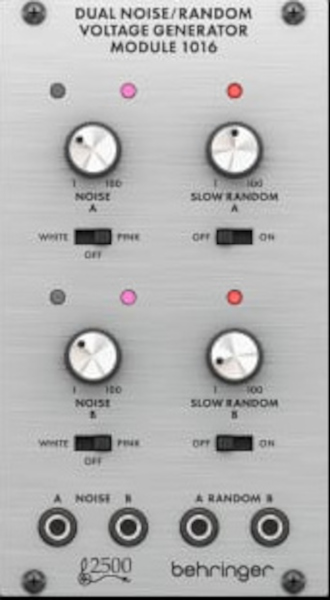 DUAL NOISE/RANDOM
VOLTAGE GENERATOR
MODULE 1016
1 100
NOISE
A
1 100
SLOW RANDOM
A
WHITE PINK
OFF
OFF ON
1 100
NOISE
B
1 100
SLOW RANDOM
B
WHITE PINK
OFF
OFF ON
A NOISE B
A RANDOM B
2500
behringer